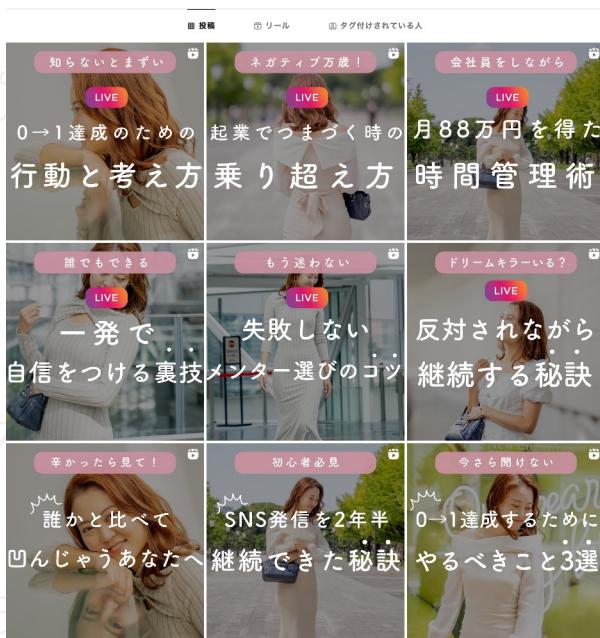 投稿
リール
タグ付けされている人
知らないとまずい
LIVE
0→1達成のための
行動と考え方
ネガティブ万歳！
LIVE
起業でつまづく時の
乗り超え方
会社員をしながら
LIVE
月88万円を得た
時間管理術
誰でもできる
LIVE
一発で
自信をつける裏技
もう迷わない
LIVE
失敗しない
メンター選びのコツ
ドリームキラーいる？
LIVE
反対されながら
継続する秘訣
辛かったら見て！
誰かと比べて
凹んじゃうあなたへ
初心者必見
SNS発信を2年半
継続できた秘訣
今さら聞けない
0→1達成するために
やるべきこと3選